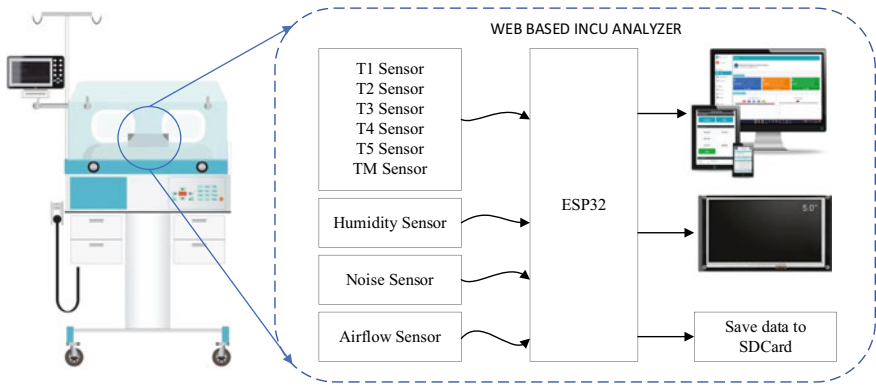 WEB BASED INCU ANALYZER
T1 Sensor
T2 Sensor
T3 Sensor
T4 Sensor
T5 Sensor
TM Sensor
Humidity Sensor
Noise Sensor
Airflow Sensor
ESP32
5.0"
Save data to
SDCard